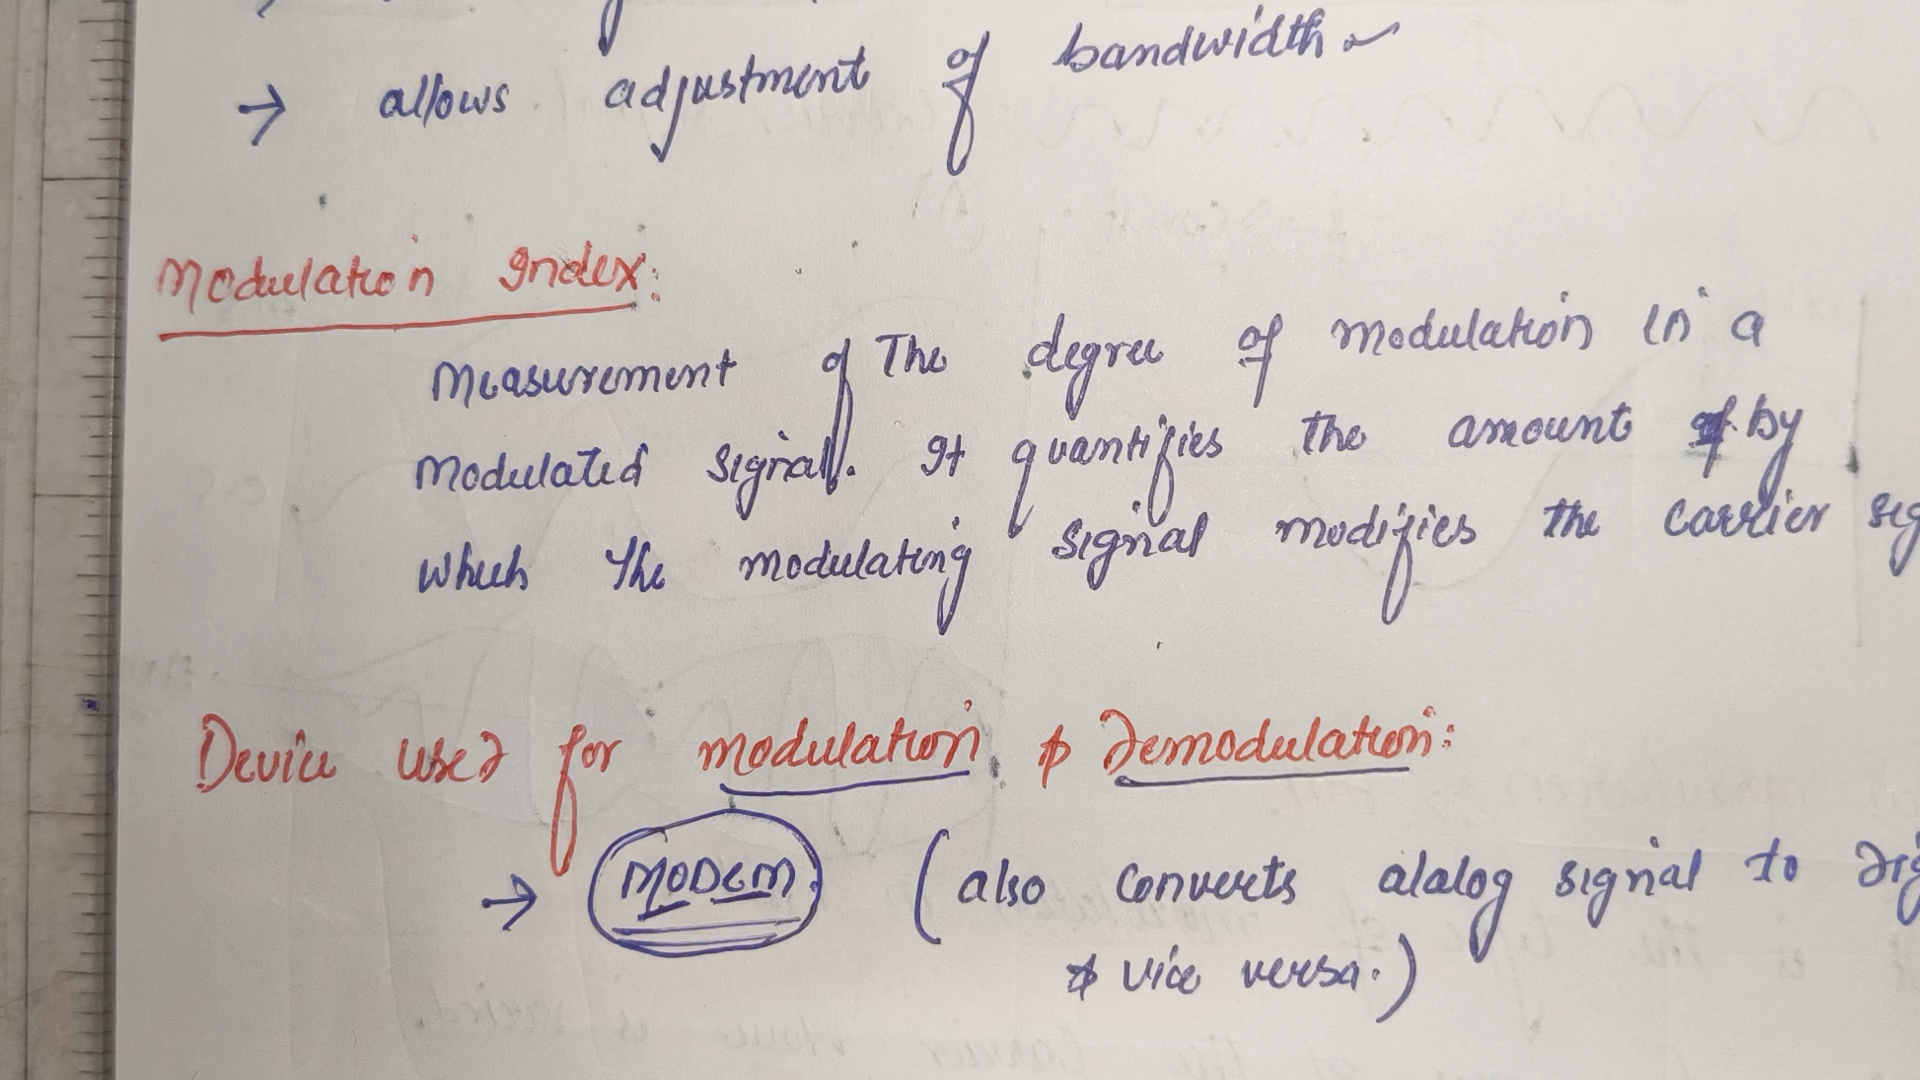 → allows adjustment of bandwidth
Modulation Index:
Measurement of The degree of modulation in a
Modulated signal. It quantifies The amount by
which The modulating signal modifies the carrier sig
Device used for modulation & Demodulation:
→ MODEM (also converts alalog signal to dig
& vice versa.)